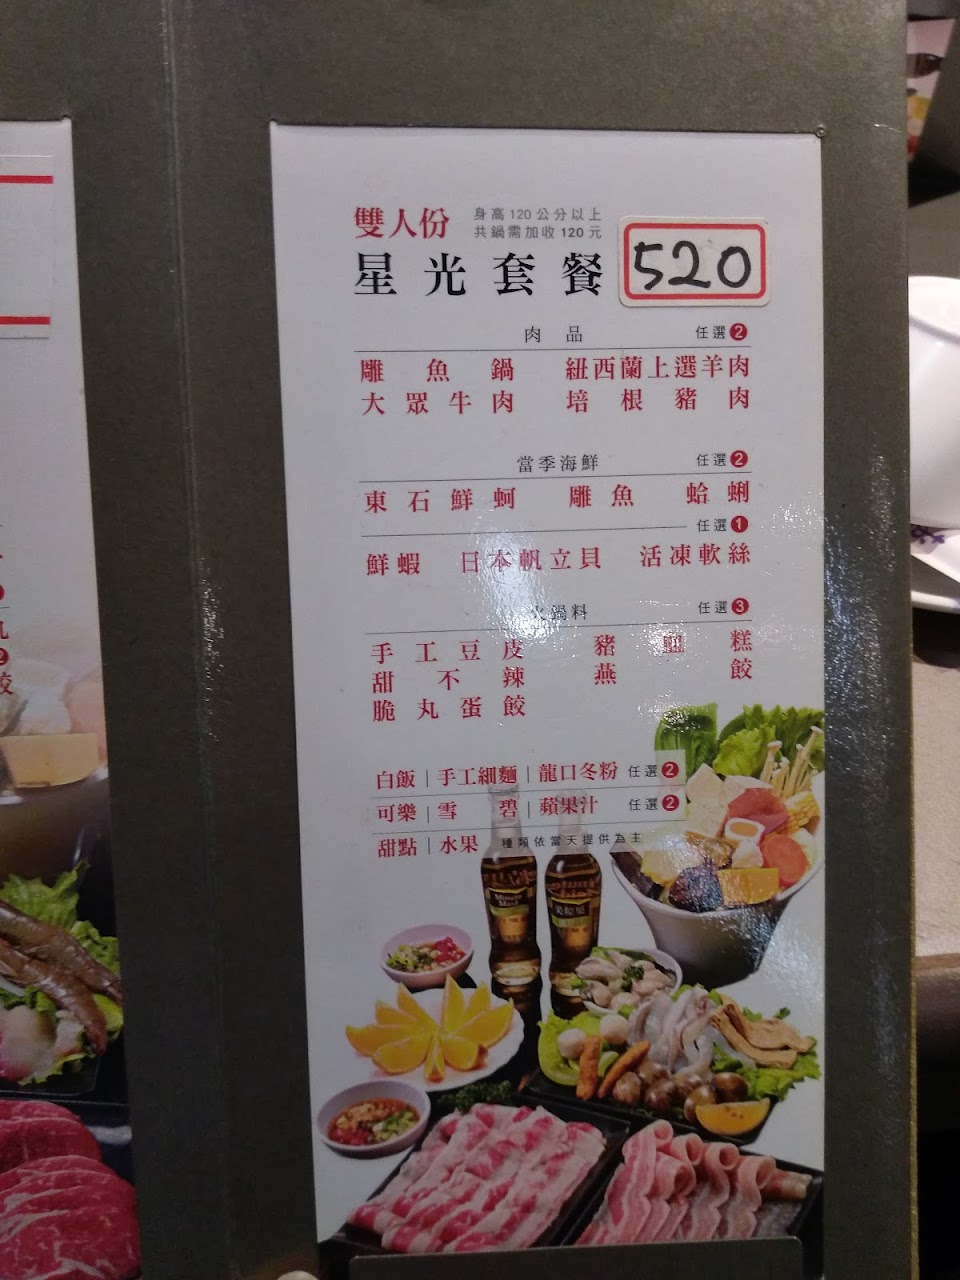 雙人份 身高120公分以上
共鍋需加收120元
星光套餐 520
肉品 任選2
雕魚鍋 紐西蘭上選羊肉
大眾牛肉 培根豬肉
當季海鮮 任選2
東石鮮蚵 雕魚 蛤蜊
任選1
鮮蝦 日本帆立貝 活凍軟絲
火鍋料 任選3
手工豆皮 豬血糕
甜不辣 燕餃
脆丸蛋餃
白飯|手工細麵|龍口冬粉 任選2
可樂|雪碧|蘋果汁 任選2
甜點|水果 種類依當天提供為主
Minute Maid 美粒果